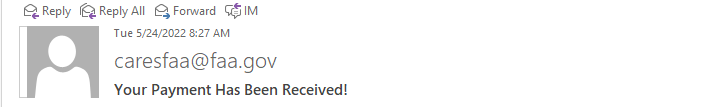 Reply Reply All Forward IM
Tue 5/24/2022 8:27 AM
caresfaa@faa.gov
Your Payment Has Been Received!